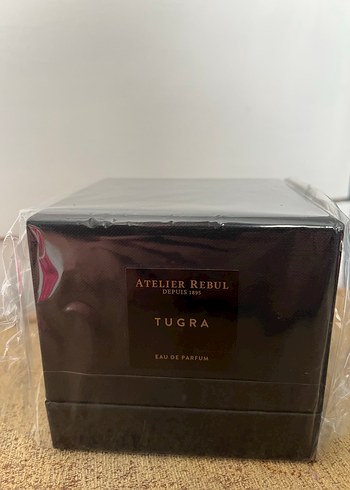 ATELIER REBUL
DEPUIS 1895
TUGRA
EAU DE PARFUM